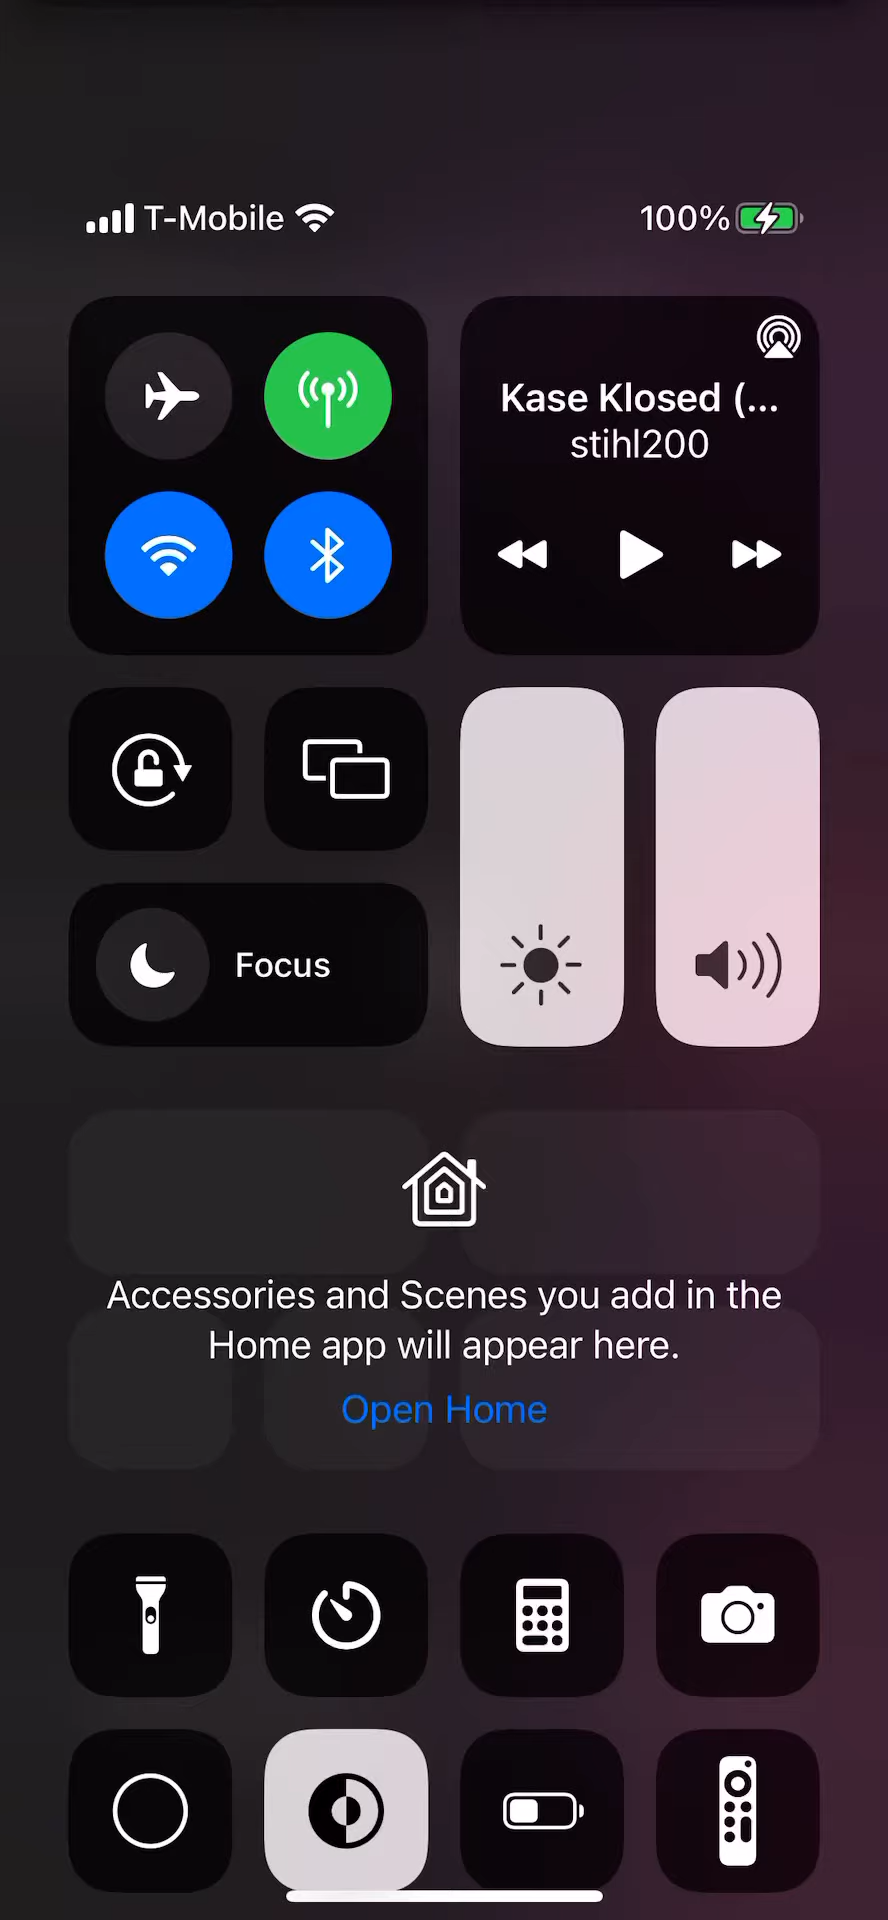 T-Mobile
100%
Kase Klosed (...
stihl200
Focus
Accessories and Scenes you add in the
Home app will appear here.
Open Home